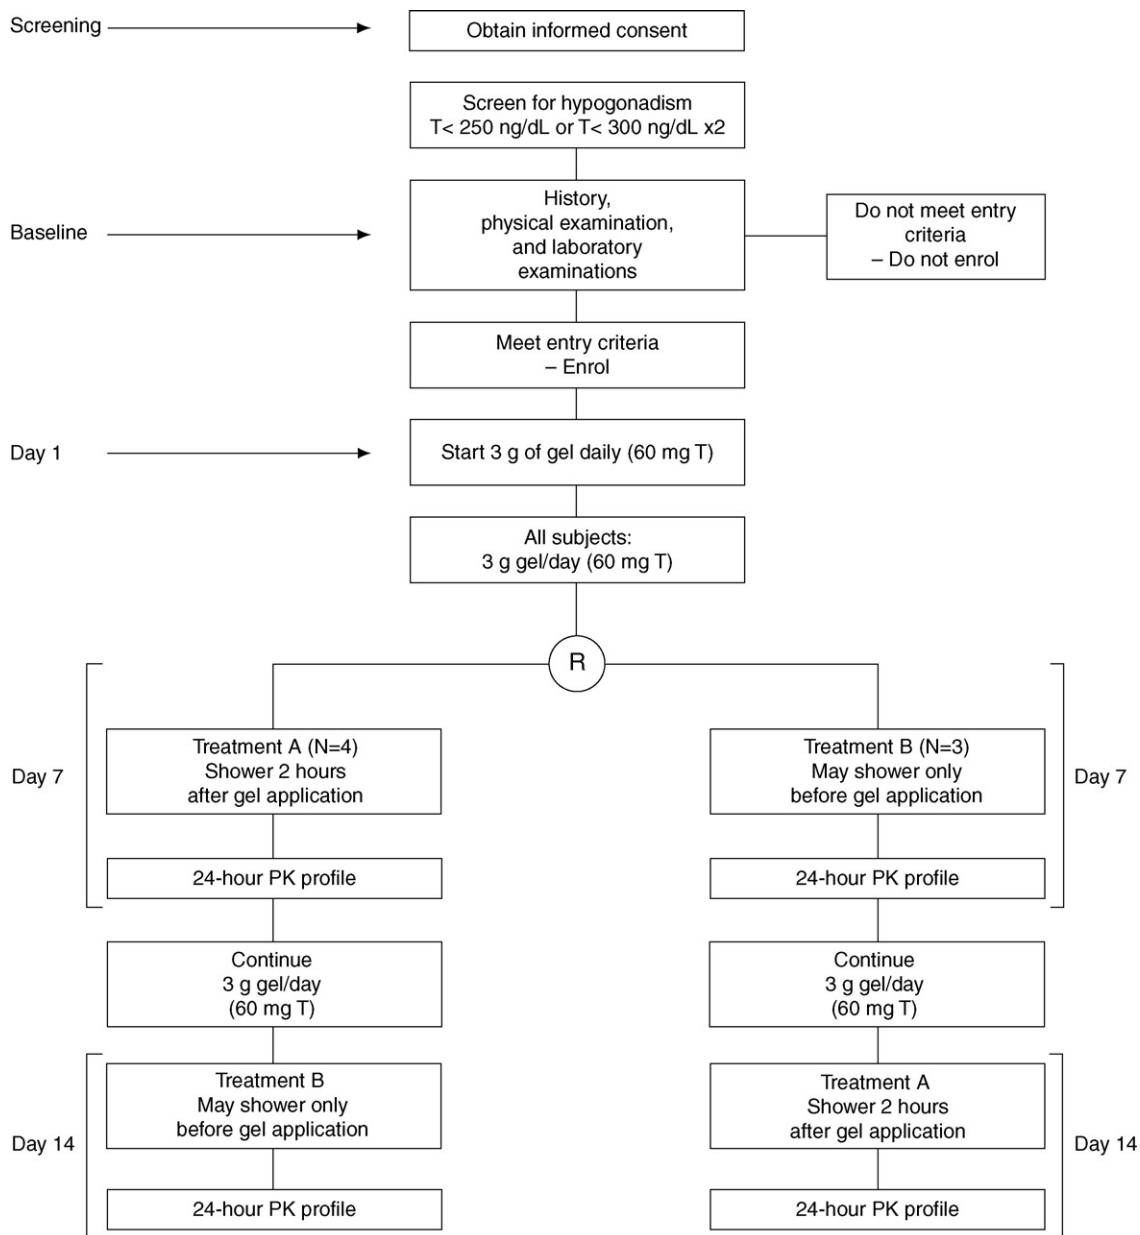 Screening
Obtain informed consent
Screen for hypogonadism
T< 250 ng/dL or T< 300 ng/dL x2
Baseline
History,
physical examination,
and laboratory
examinations
Do not meet entry
criteria
– Do not enrol
Meet entry criteria
– Enrol
Day 1
Start 3 g of gel daily (60 mg T)
All subjects:
3 g gel/day (60 mg T)
R
Day 7
Treatment A (N=4)
Shower 2 hours
after gel application
24-hour PK profile
Treatment B (N=3)
May shower only
before gel application
24-hour PK profile
Day 7
Continue
3 g gel/day
(60 mg T)
Continue
3 g gel/day
(60 mg T)
Day 14
Treatment B
May shower only
before gel application
24-hour PK profile
Treatment A
Shower 2 hours
after gel application
24-hour PK profile
Day 14